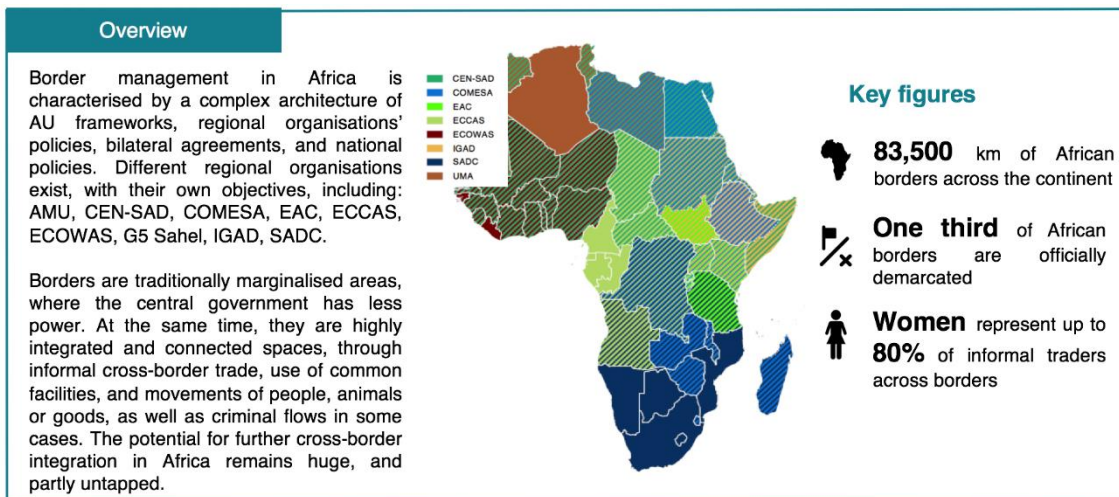 Overview
Border management in Africa is
characterised by a complex architecture of
AU frameworks, regional organisations’
policies, bilateral agreements, and national
policies. Different regional organisations
exist, with their own objectives, including:
AMU, CEN-SAD, COMESA, EAC, ECCAS,
ECOWAS, G5 Sahel, IGAD, SADC.
Borders are traditionally marginalised areas,
where the central government has less
power. At the same time, they are highly
integrated and connected spaces, through
informal cross-border trade, use of common
facilities, and movements of people, animals
or goods, as well as criminal flows in some
cases. The potential for further cross-border
integration in Africa remains huge, and
partly untapped.
CEN-SAD
COMESA
EAC
ECCAS
ECOWAS
IGAD
SADC
UMA
Key figures
83,500 km of African
borders across the continent
One third of African
borders are officially
demarcated
Women represent up to
80% of informal traders
across borders